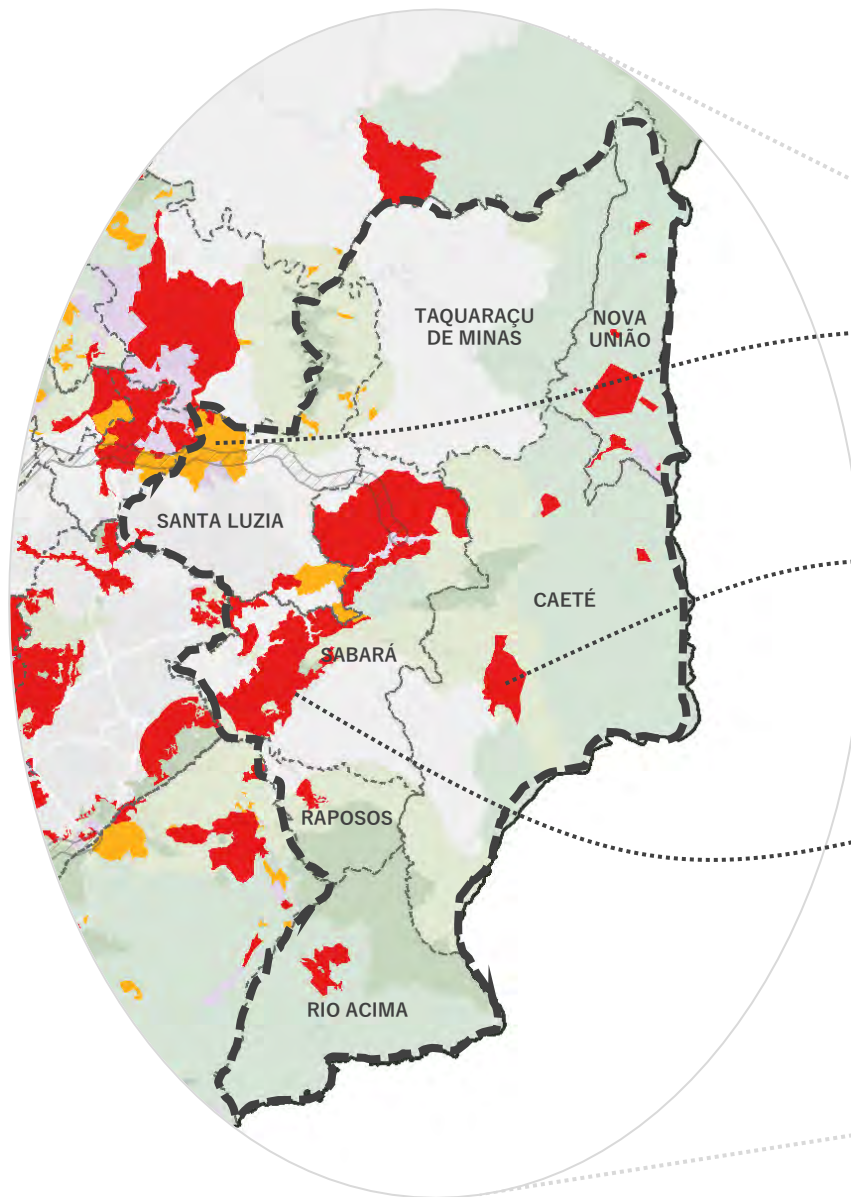 TAQUARAÇU
DE MINAS
NOVA
UNIÃO
SANTA LUZIA
CAETÉ
SABARÁ
RAPOSOS
RIO ACIMA